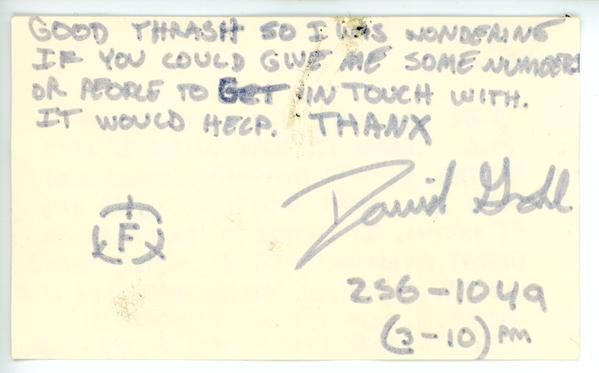 GOOD THRASH SO I WAS WONDERING
IF YOU COULD GIVE ME SOME NUMBERS
OR PEOPLE TO GET IN TOUCH WITH.
IT WOULD HELP. THANX
David Grohl
F
256-1049
(3-10) PM